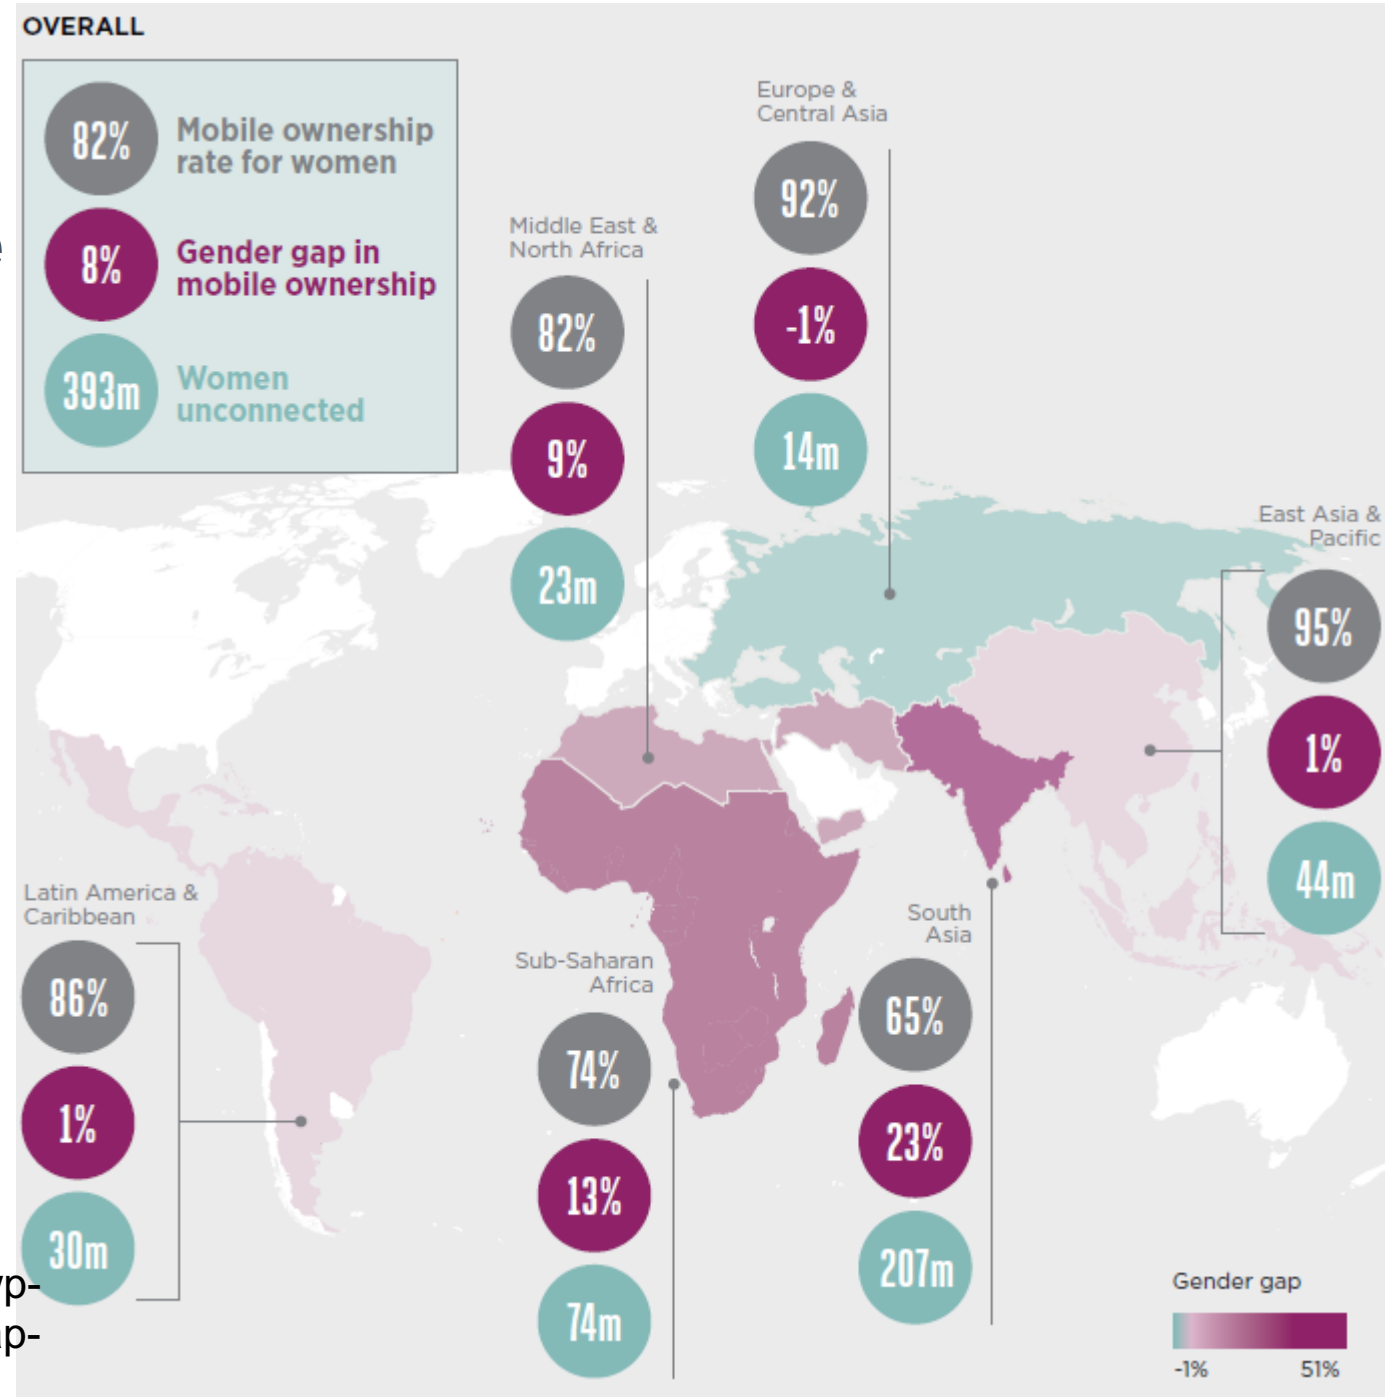 OVERALL
82%
Mobile ownership
rate for women
8%
Gender gap in
mobile ownership
393m
Women
unconnected
Europe &
Central Asia
92%
-1%
14m
Middle East &
North Africa
82%
9%
23m
East Asia &
Pacific
95%
1%
44m
Latin America &
Caribbean
86%
1%
30m
Sub-Saharan
Africa
74%
13%
74m
South
Asia
65%
23%
207m
Gender gap
-1% 51%